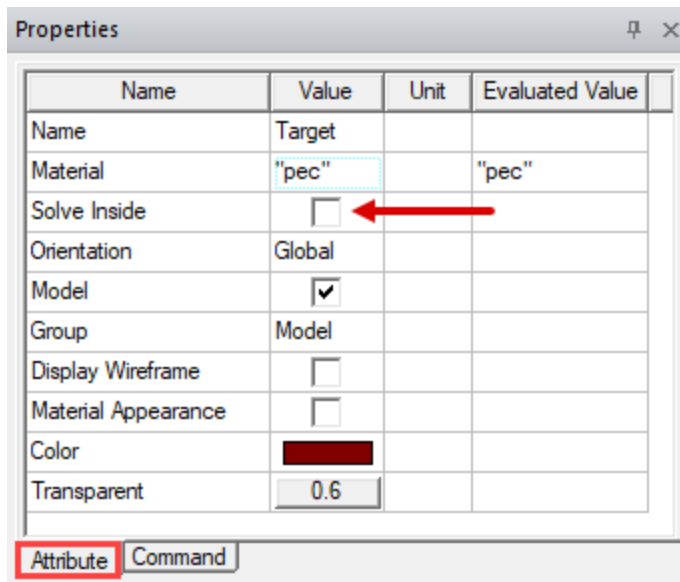 Properties
Name Value Unit Evaluated Value
Name Target
Material "pec" "pec"
Solve Inside
Orientation Global
Model
Group Model
Display Wireframe
Material Appearance
Color
Transparent 0.6
Attribute Command